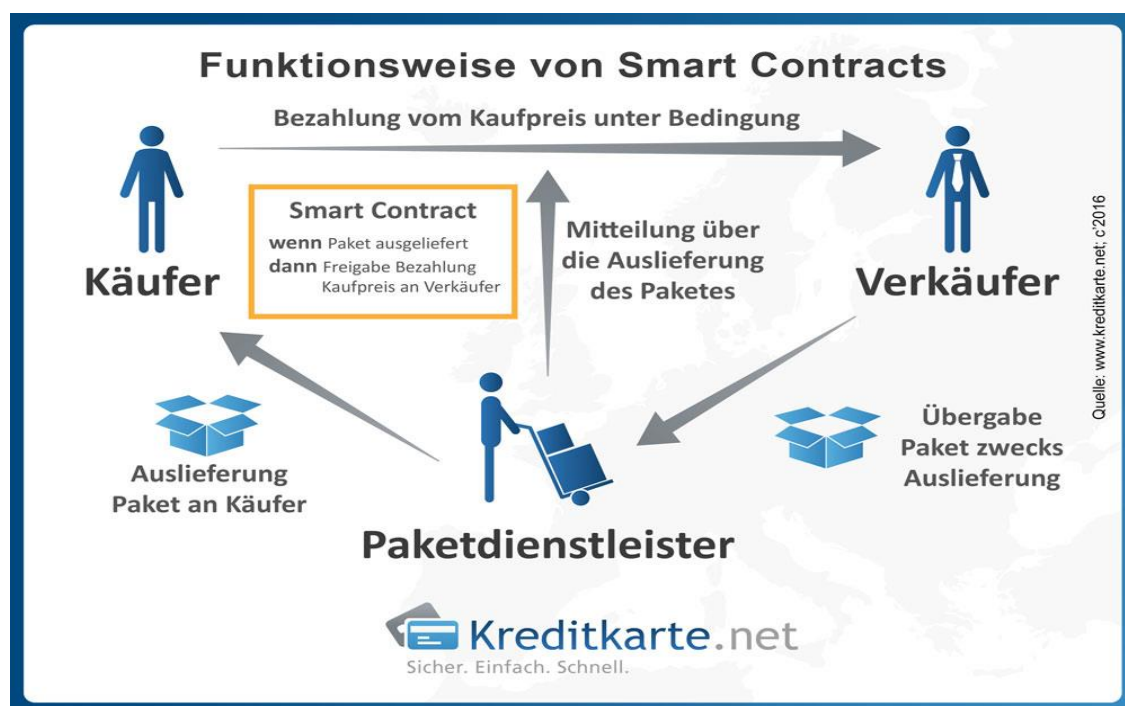 Funktionsweise von Smart Contracts
Bezahlung vom Kaufpreis unter Bedingung
Smart Contract
wenn Paket ausgeliefert
dann Freigabe Bezahlung
Kaufpreis an Verkäufer
Mitteilung über
die Auslieferung
des Paketes
Käufer
Verkäufer
Quelle: www.kreditkarte.net; c'2016
Auslieferung
Paket an Käufer
Übergabe
Paket zwecks
Auslieferung
Paketdienstleister
Kreditkarte.net
Sicher. Einfach. Schnell.